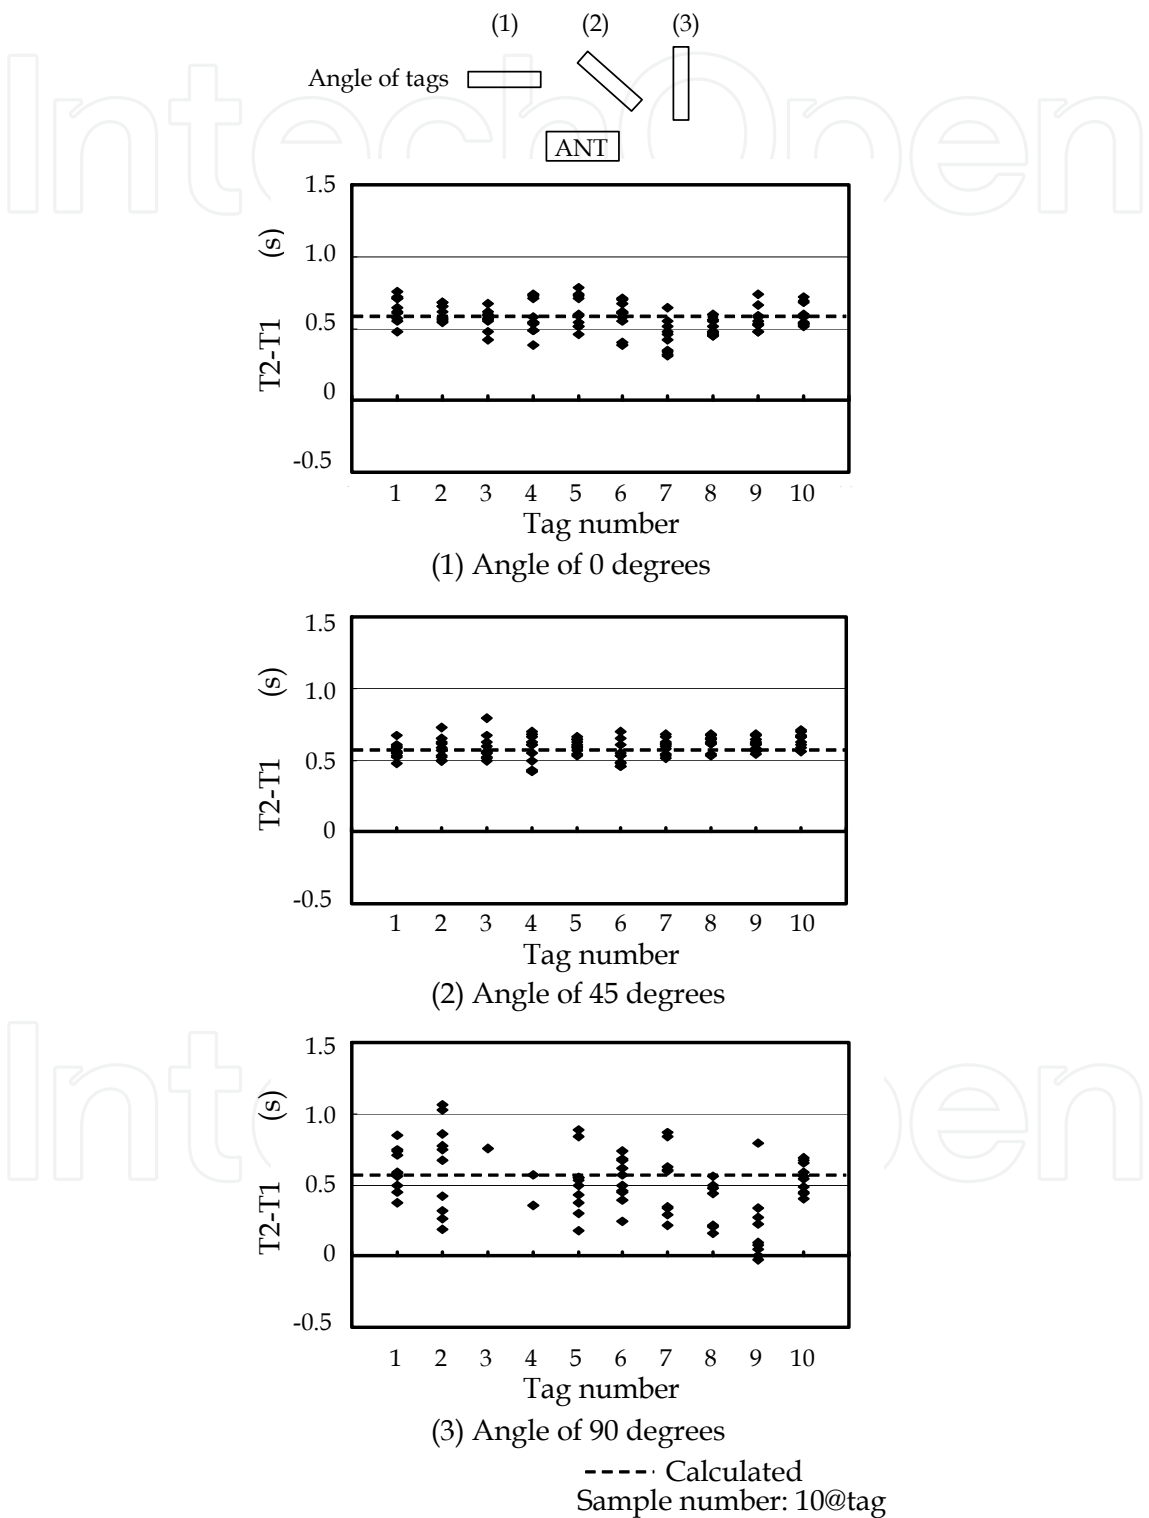 IntechOpen
(1) (2) (3)
Angle of tags
ANT
1.5
1.0
0.5
0
-0.5
T2-T1 (s)
1 2 3 4 5 6 7 8 9 10
Tag number
(1) Angle of 0 degrees
1.5
1.0
0.5
0
-0.5
T2-T1 (s)
1 2 3 4 5 6 7 8 9 10
Tag number
(2) Angle of 45 degrees
IntechOpen
1.5
1.0
0.5
0
-0.5
T2-T1 (s)
1 2 3 4 5 6 7 8 9 10
Tag number
(3) Angle of 90 degrees
Calculated
Sample number: 10@tag